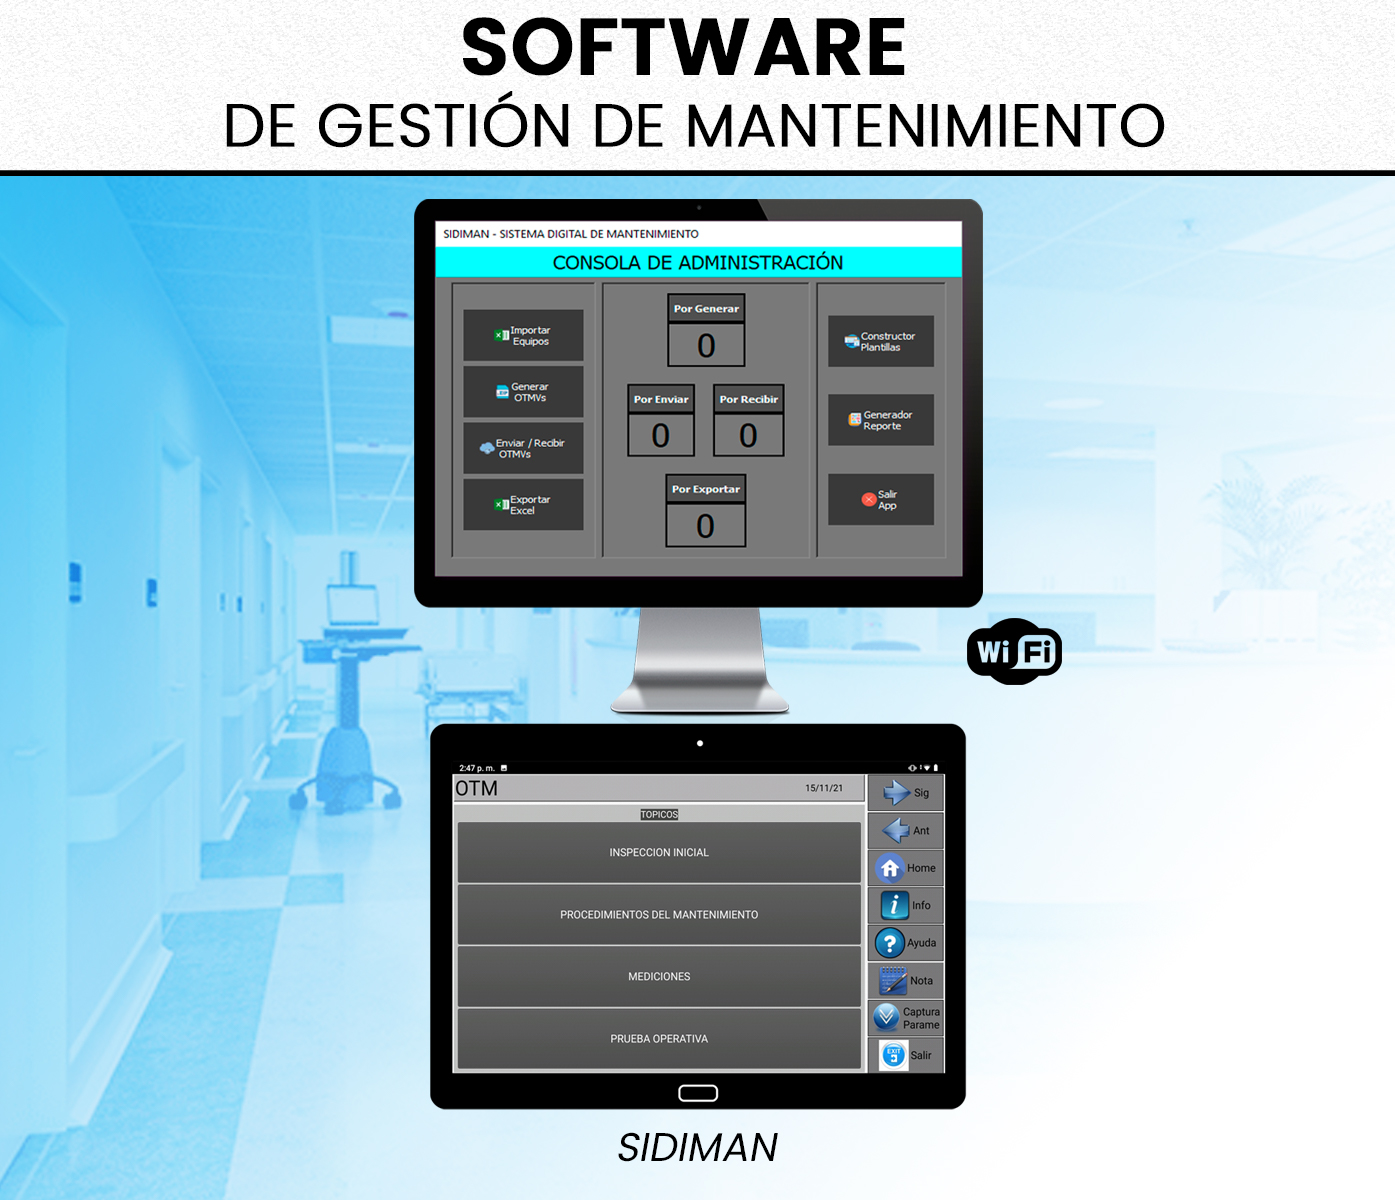 SOFTWARE
DE GESTIÓN DE MANTENIMIENTO
SIDIMAN - SISTEMA DIGITAL DE MANTENIMIENTO
CONSOLA DE ADMINISTRACIÓN
Importar
Equipos
Generar
OTMVs
Enviar / Recibir
OTMVs
Exportar
Excel
Por Generar
0
Por Enviar
0
Por Recibir
0
Por Exportar
0
Constructor
Plantillas
Generador
Reporte
Salir
App
Wi Fi
2:47 p. m.
OTM
15/11/21
TOPICOS
INSPECCION INICIAL
PROCEDIMIENTOS DEL MANTENIMIENTO
MEDICIONES
PRUEBA OPERATIVA
Sig
Ant
Home
Info
Ayuda
Nota
Captura
Parame
EXIT
Salir
SIDIMAN